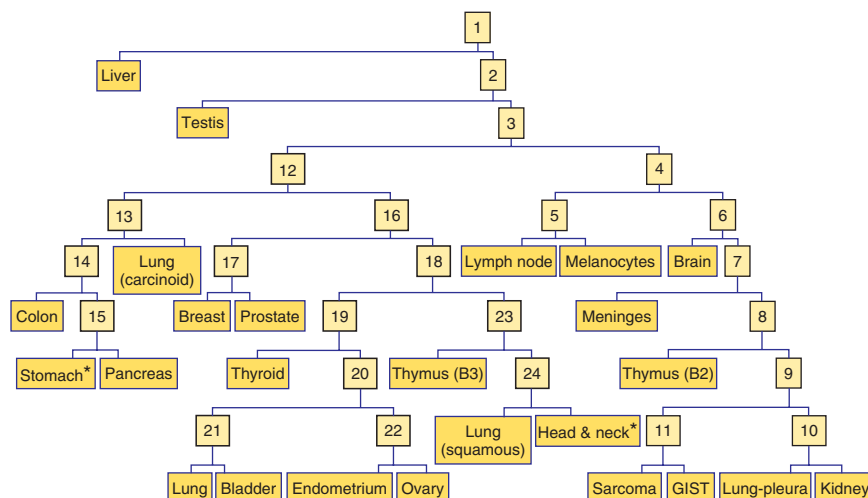 1
Liver
2
Testis
3
12
4
13
16
5
6
14
Lung
(carcinoid)
17
18
Lymph node
Melanocytes
Brain
7
Colon
15
Breast
Prostate
19
23
Meninges
8
Stomach*
Pancreas
Thyroid
20
Thymus (B3)
24
Thymus (B2)
9
21
22
Lung
(squamous)
Head & neck*
11
10
Lung
Bladder
Endometrium
Ovary
Sarcoma
GIST
Lung-pleura
Kidney